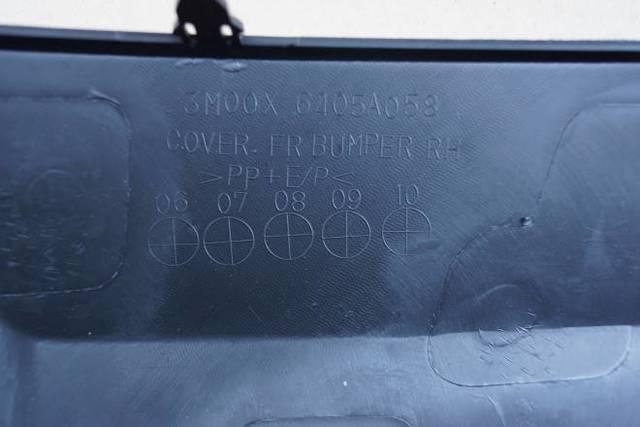 3M00X 6405A058
COVER, FR BUMPER RH
>PP+E/P<
06 07 08 09 10